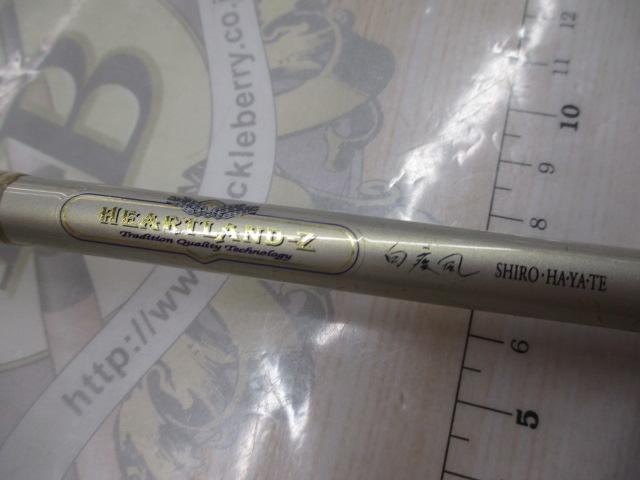 HEARTLAND-Z
Tradition Quality Technology
白疾風 SHIRO・HA・YA・TE
http://www.
ckleberry.co.j
B
12
11
10
9
8
6
5